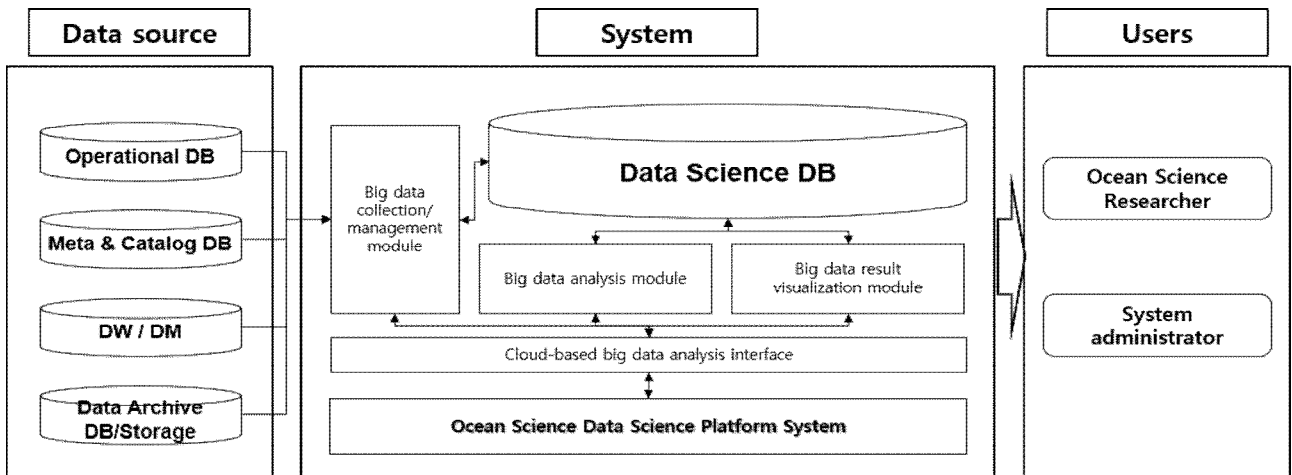 Data source
Operational DB
Meta & Catalog DB
DW / DM
Data Archive
DB/Storage
System
Big data
collection/
management
module
Data Science DB
Big data analysis module
Big data result
visualization module
Cloud-based big data analysis interface
Ocean Science Data Science Platform System
Users
Ocean Science
Researcher
System
administrator